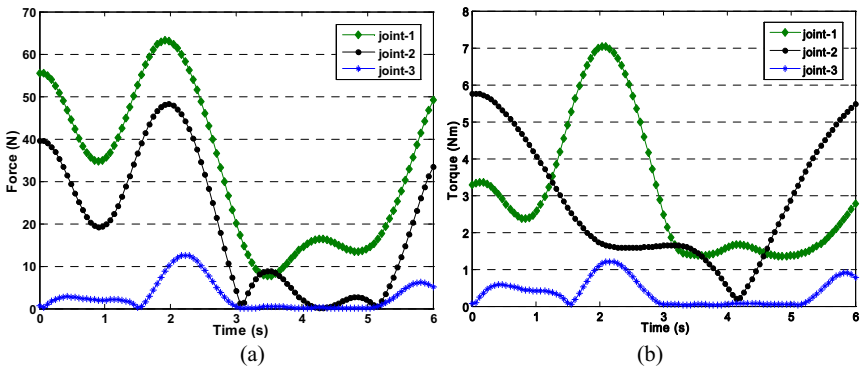 70
60
50
40
30
20
10
0
Force (N)
joint-1
joint-2
joint-3
0 1 2 3 4 5 6
Time (s)
(a)
8
7
6
5
4
3
2
1
0
Torque (Nm)
joint-1
joint-2
joint-3
0 1 2 3 4 5 6
Time (s)
(b)